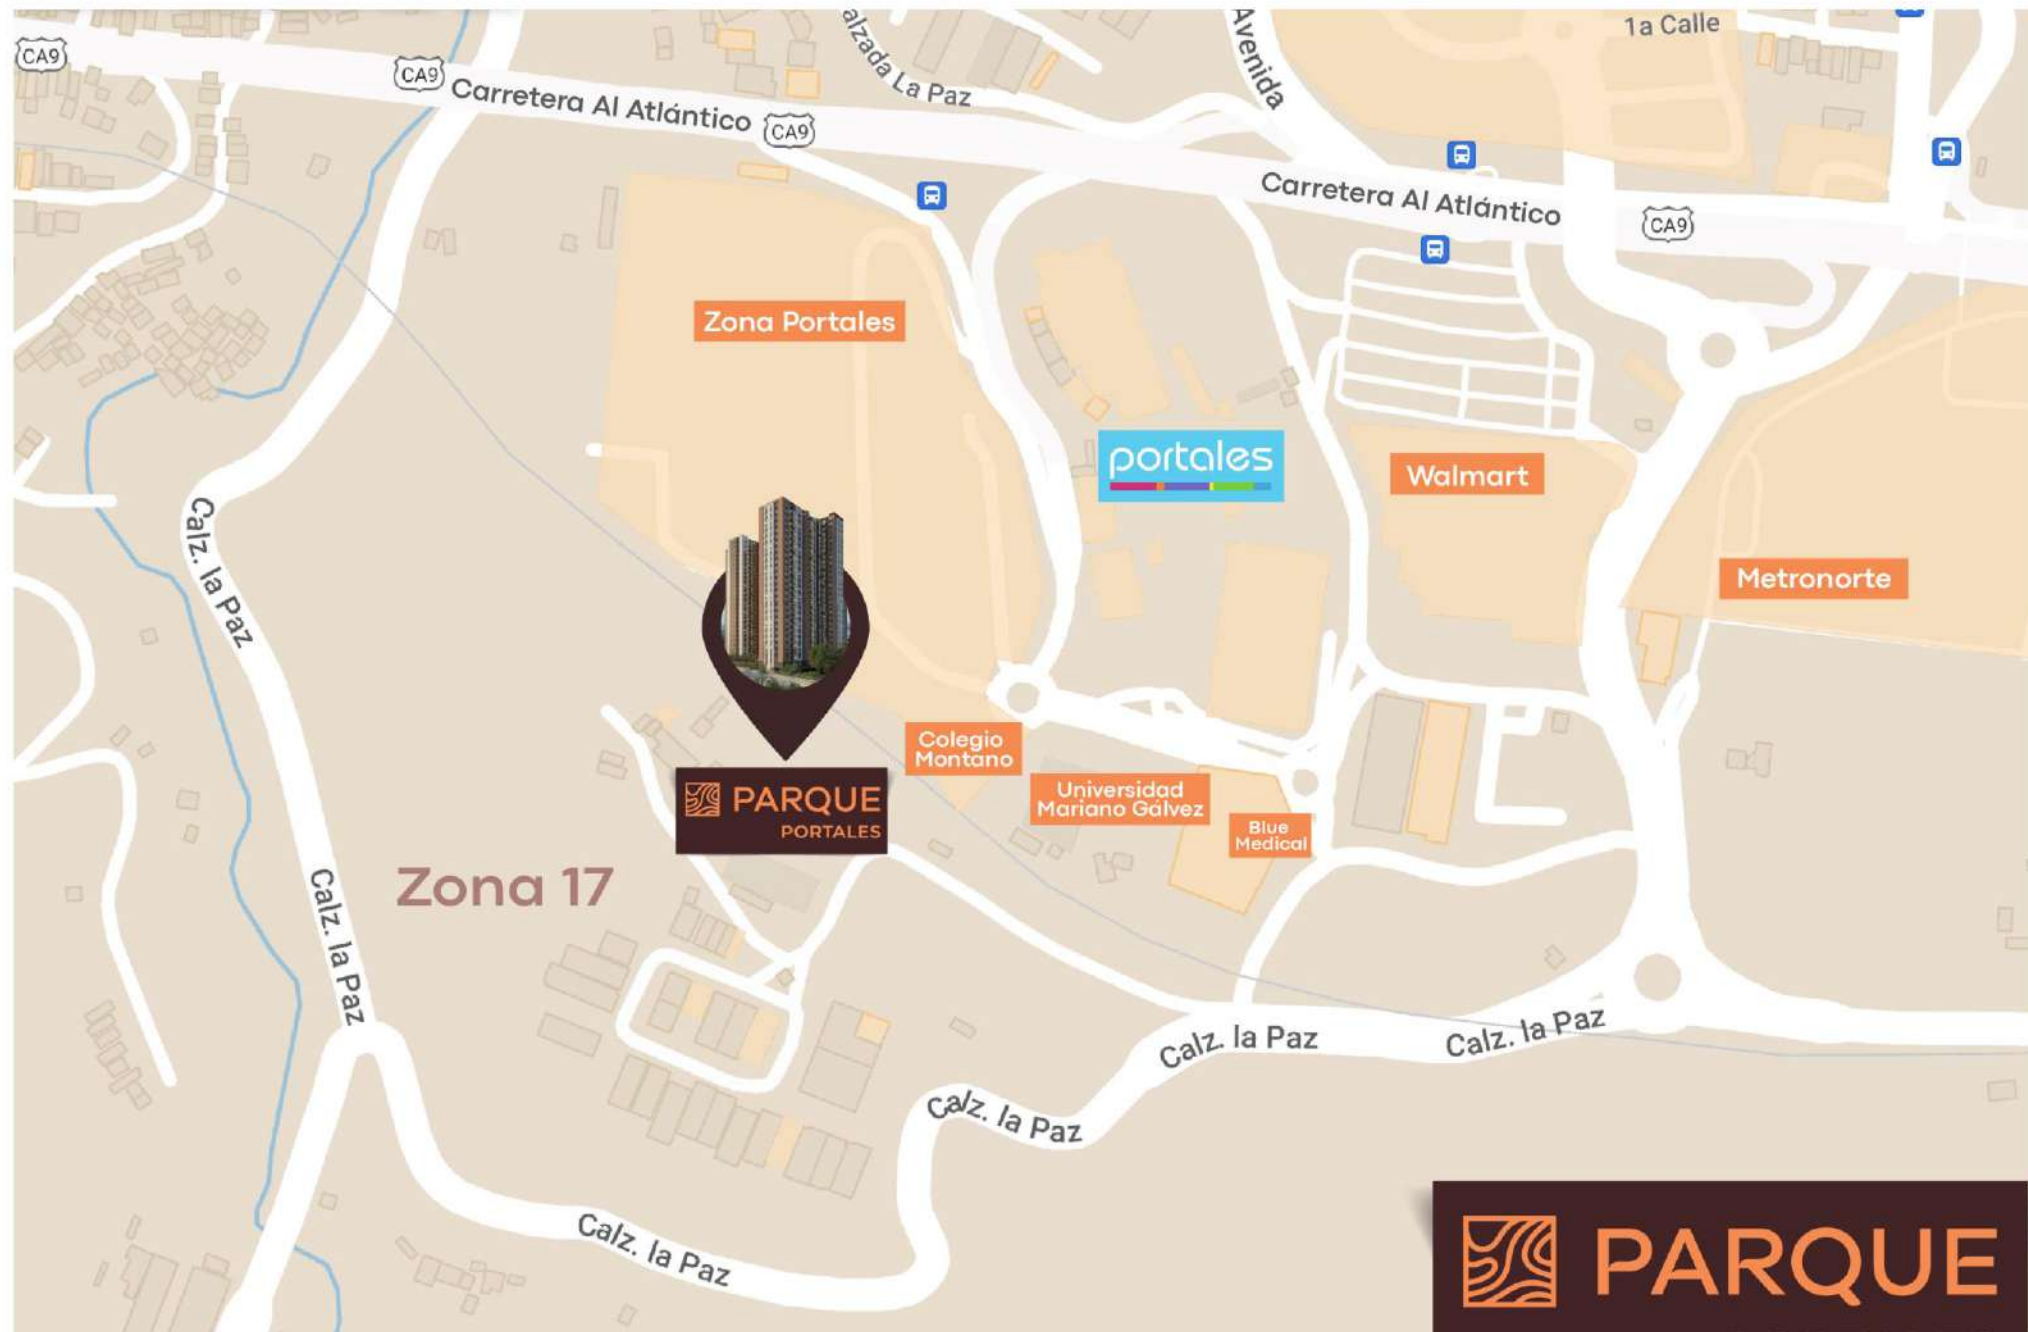 1a Calle
CA9
CA9
Carretera Al Atlántico
CA9
alzada La Paz
Avenida
Carretera Al Atlántico
CA9
Zona Portales
portales
Walmart
Metronorte
Calz. la Paz
Colegio
Montano
Universidad
Mariano Gálvez
Blue
Medical
PARQUE
PORTALES
Zona 17
Calz. la Paz
Calz. la Paz
Calz. la Paz
Calz. la Paz
Calz. la Paz
PARQUE